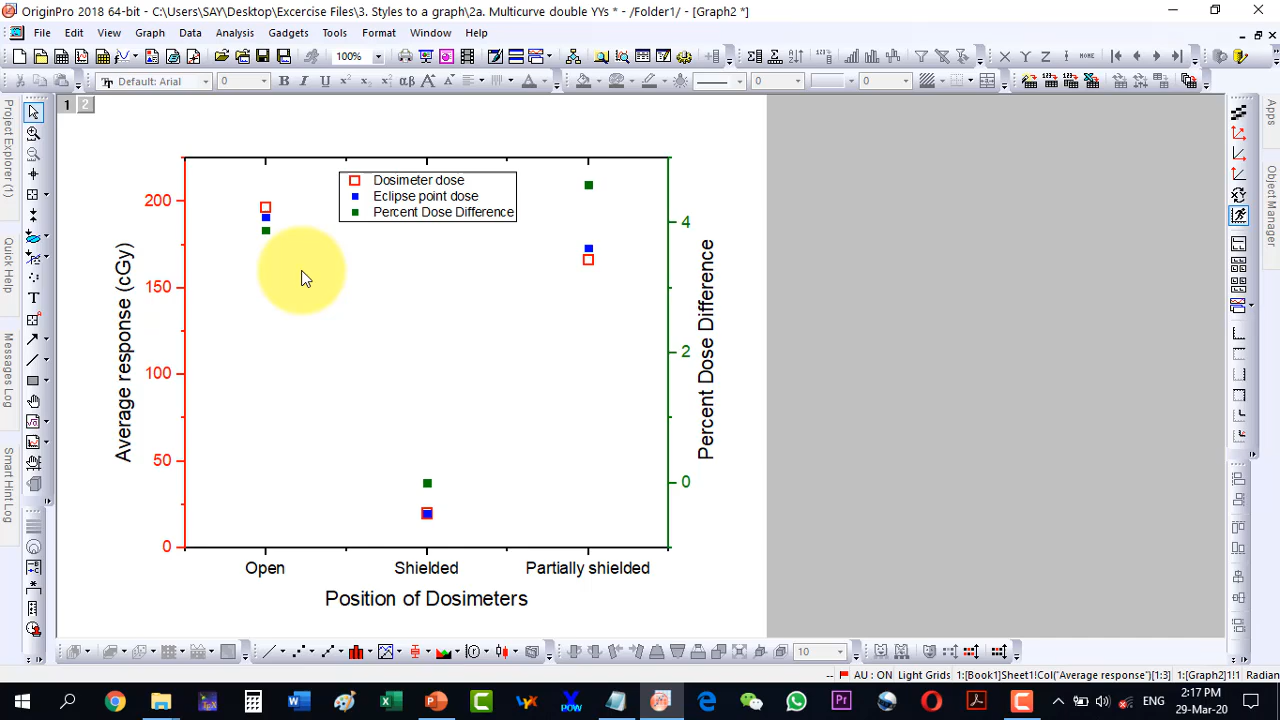 OriginPro 2018 64-bit - C:\Users\SAY\Desktop\Excercise Files\3. Styles to a graph\2a. Multicurve double YYs * - /Folder1/ - [Graph2 *]
File Edit View Graph Data Analysis Gadgets Tools Format Window Help
100%
Default: Arial 0 B I U x² x₂ αβ A A 0 0
1 2
Project Explorer (1)
Quick Help
Messages Log
Smart Hint Log
Apps
Object Manager
Dosimeter dose
Eclipse point dose
Percent Dose Difference
200
150
100
50
0
Average response (cGy)
4
2
0
Percent Dose Difference
Open Shielded Partially shielded
Position of Dosimeters
10
-- AU : ON Light Grids 1:[Book1]Sheet1!Col("Average response")[1:3] 1:[Graph2]1!1 Radian
ENG
2:17 PM
29-Mar-20